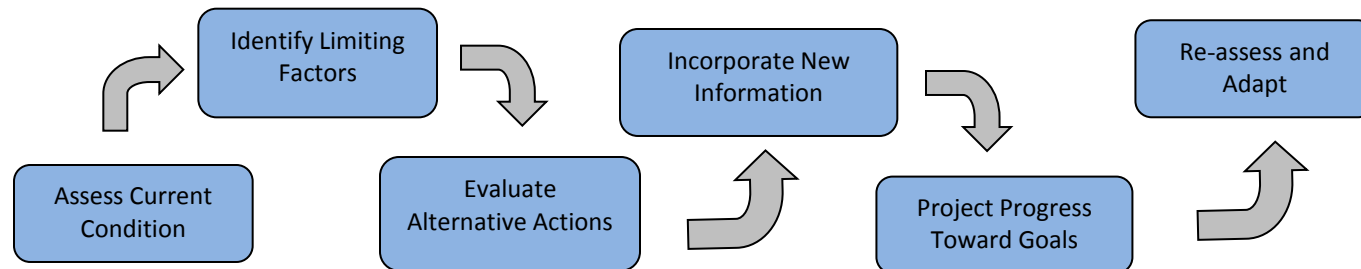 Assess Current
Condition
Identify Limiting
Factors
Evaluate
Alternative Actions
Incorporate New
Information
Project Progress
Toward Goals
Re-assess and
Adapt